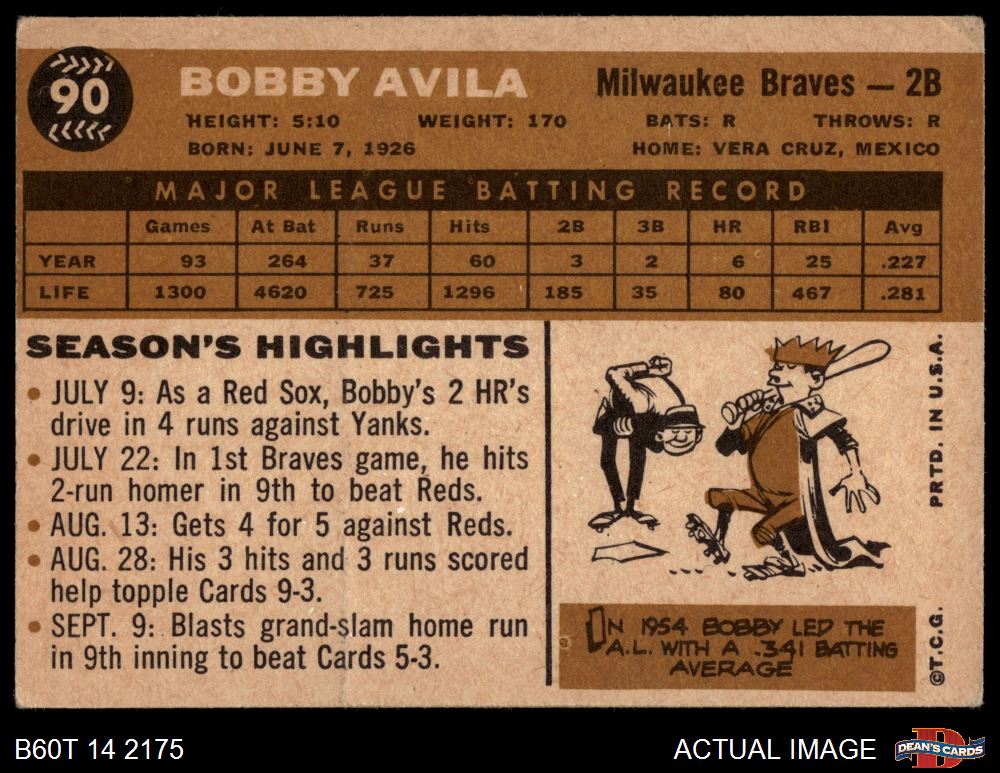 90
BOBBY AVILA
Milwaukee Braves — 2B
HEIGHT: 5:10 WEIGHT: 170 BATS: R THROWS: R
BORN: JUNE 7, 1926 HOME: VERA CRUZ, MEXICO
MAJOR LEAGUE BATTING RECORD
Games At Bat Runs Hits 2B 3B HR RBI Avg
YEAR 93 264 37 60 3 2 6 25 .227
LIFE 1300 4620 725 1296 185 35 80 467 .281
SEASON'S HIGHLIGHTS
• JULY 9: As a Red Sox, Bobby's 2 HR's
drive in 4 runs against Yanks.
• JULY 22: In 1st Braves game, he hits
2-run homer in 9th to beat Reds.
• AUG. 13: Gets 4 for 5 against Reds.
• AUG. 28: His 3 hits and 3 runs scored
help topple Cards 9-3.
• SEPT. 9: Blasts grand-slam home run
in 9th inning to beat Cards 5-3.
IN 1954 BOBBY LED THE
A.L. WITH A .341 BATTING
AVERAGE
PRTD. IN U.S.A.
©T.C.G.
B60T 14 2175
ACTUAL IMAGE
D
DEAN'S CARDS